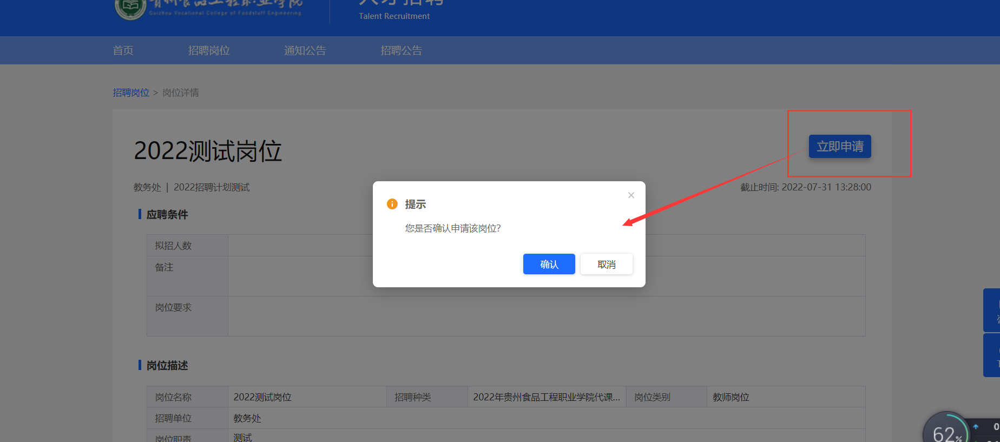 Guizhou Vocational College of Foodstuff Engineering
人才招聘
Talent Recruitment
首页
招聘岗位
通知公告
招聘公告
招聘岗位 > 岗位详情
2022测试岗位
立即申请
教务处 | 2022招聘计划测试
截止时间: 2022-07-31 13:28:00
应聘条件
提示
您是否确认申请该岗位?
确认
取消
拟招人数
备注
岗位要求
岗位描述
岗位名称 2022测试岗位 招聘种类 2022年贵州食品工程职业学院代课... 岗位类别 教师岗位
招聘单位 教务处
岗位职责 测试
62%
0